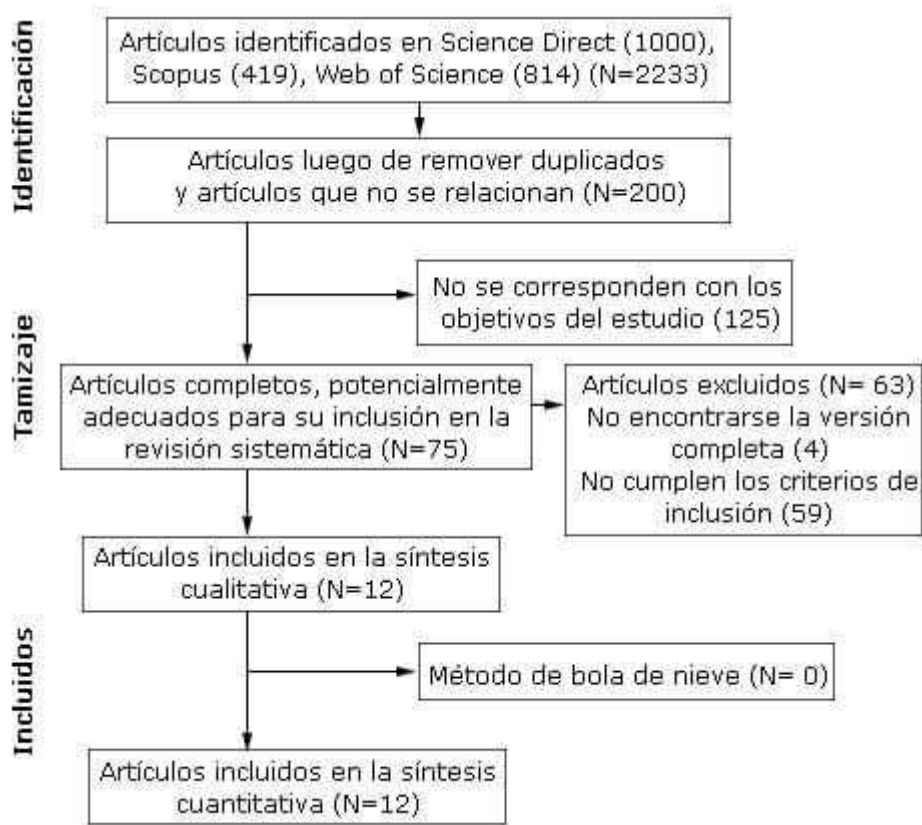 Identificación
Artículos identificados en Science Direct (1000),
Scopus (419), Web of Science (814) (N=2233)
Artículos luego de remover duplicados
y artículos que no se relacionan (N=200)
No se corresponden con los
objetivos del estudio (125)
Tamizaje
Artículos completos, potencialmente
adecuados para su inclusión en la
revisión sistemática (N=75)
Artículos excluidos (N= 63)
No encontrarse la versión
completa (4)
No cumplen los criterios de
inclusión (59)
Artículos incluidos en la síntesis
cualitativa (N=12)
Incluidos
Método de bola de nieve (N= 0)
Artículos incluidos en la síntesis
cuantitativa (N=12)